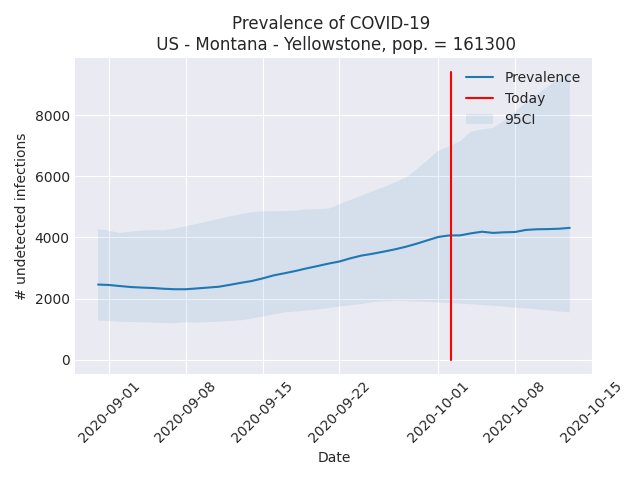 Prevalence of COVID-19
US - Montana - Yellowstone, pop. = 161300
Prevalence
Today
95CI
# undetected infections
8000
6000
4000
2000
0
2020-09-01
2020-09-08
2020-09-15
2020-09-22
2020-10-01
2020-10-08
2020-10-15
Date